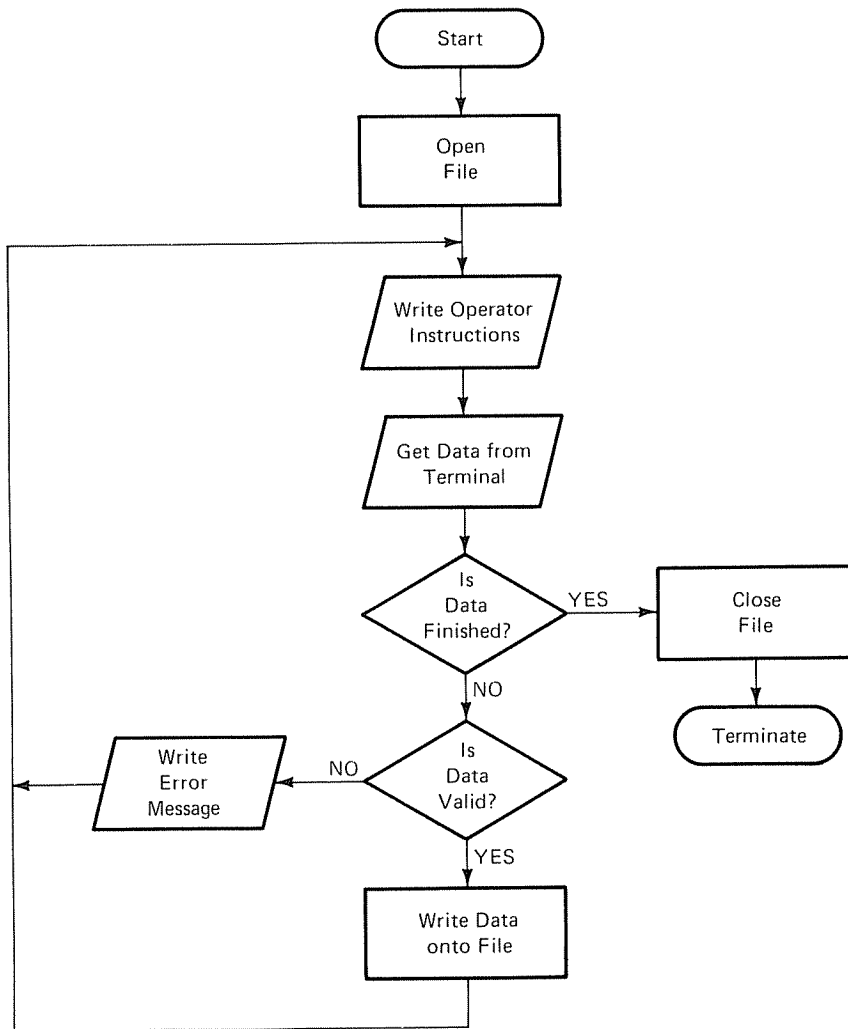 Start
Open
File
Write Operator
Instructions
Get Data from
Terminal
Is
Data
Finished?
YES
Close
File
NO
Terminate
Is
Data
Valid?
NO
Write
Error
Message
YES
Write Data
onto File